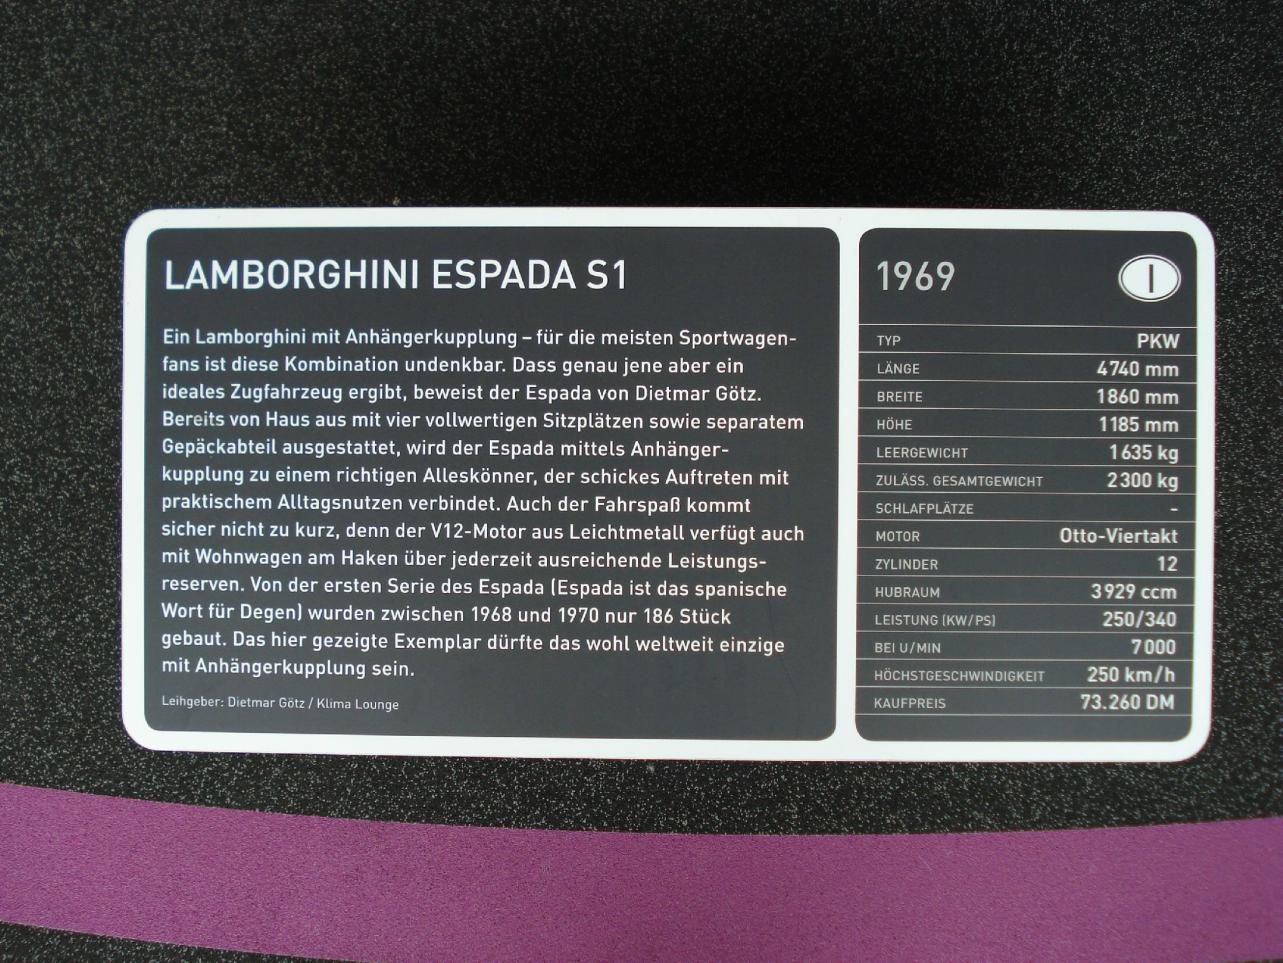 LAMBORGHINI ESPADA S1
Ein Lamborghini mit Anhängerkupplung – für die meisten Sportwagen-
fans ist diese Kombination undenkbar. Dass genau jene aber ein
ideales Zugfahrzeug ergibt, beweist der Espada von Dietmar Götz.
Bereits von Haus aus mit vier vollwertigen Sitzplätzen sowie separatem
Gepäckabteil ausgestattet, wird der Espada mittels Anhänger-
kupplung zu einem richtigen Alleskönner, der schickes Auftreten mit
praktischem Alltagsnutzen verbindet. Auch der Fahrspaß kommt
sicher nicht zu kurz, denn der V12-Motor aus Leichtmetall verfügt auch
mit Wohnwagen am Haken über jederzeit ausreichende Leistungs-
reserven. Von der ersten Serie des Espada (Espada ist das spanische
Wort für Degen) wurden zwischen 1968 und 1970 nur 186 Stück
gebaut. Das hier gezeigte Exemplar dürfte das wohl weltweit einzige
mit Anhängerkupplung sein.
Leihgeber: Dietmar Götz / Klima Lounge
1969 I
TYP PKW
LÄNGE 4740 mm
BREITE 1860 mm
HÖHE 1185 mm
LEERGEWICHT 1635 kg
ZULÄSS. GESAMTGEWICHT 2300 kg
SCHLAFPLÄTZE -
MOTOR Otto-Viertakt
ZYLINDER 12
HUBRAUM 3929 ccm
LEISTUNG (KW/PS) 250/340
BEI U/MIN 7000
HÖCHSTGESCHWINDIGKEIT 250 km/h
KAUFPREIS 73.260 DM